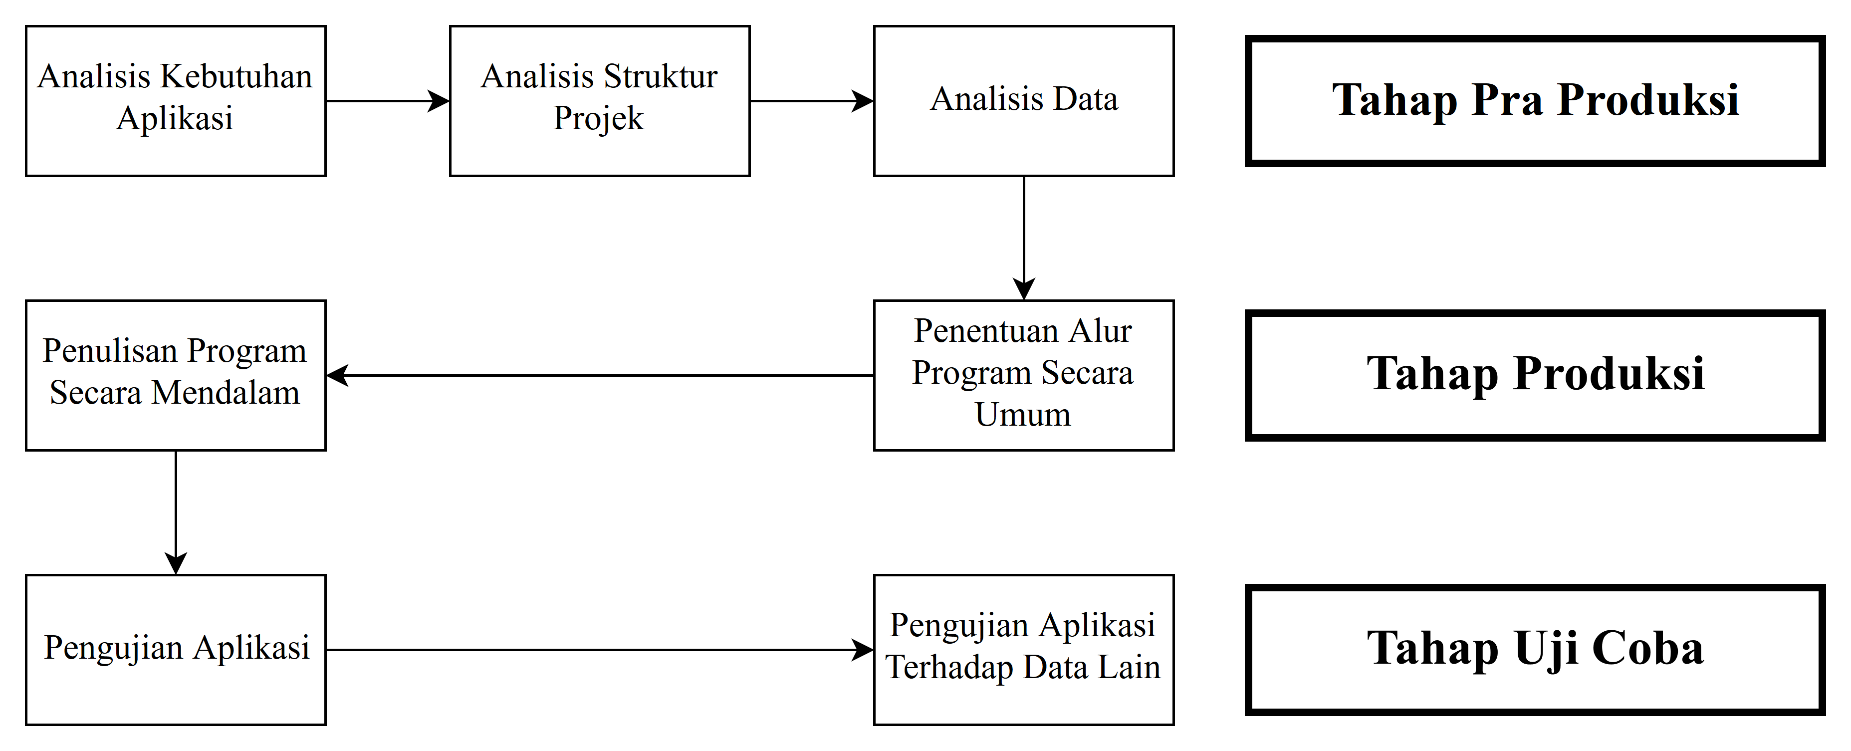 Analisis Kebutuhan
Aplikasi
Analisis Struktur
Projek
Analisis Data
Tahap Pra Produksi
Penulisan Program
Secara Mendalam
Penentuan Alur
Program Secara
Umum
Tahap Produksi
Pengujian Aplikasi
Pengujian Aplikasi
Terhadap Data Lain
Tahap Uji Coba